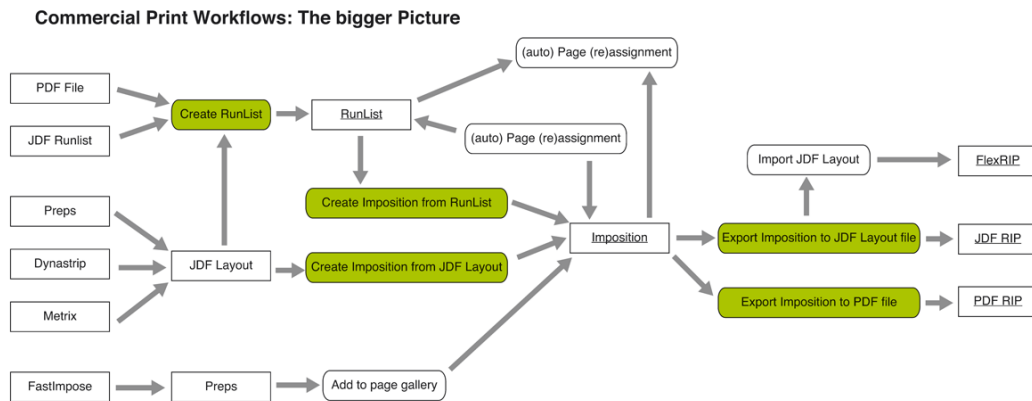 Commercial Print Workflows: The bigger Picture
(auto) Page (re)assignment
PDF File
Create RunList
RunList
JDF Runlist
(auto) Page (re)assignment
Import JDF Layout
FlexRIP
Preps
Create Imposition from RunList
Imposition
Export Imposition to JDF Layout file
JDF RIP
Dynastrip
JDF Layout
Create Imposition from JDF Layout
Export Imposition to PDF file
PDF RIP
Metrix
FastImpose
Preps
Add to page gallery